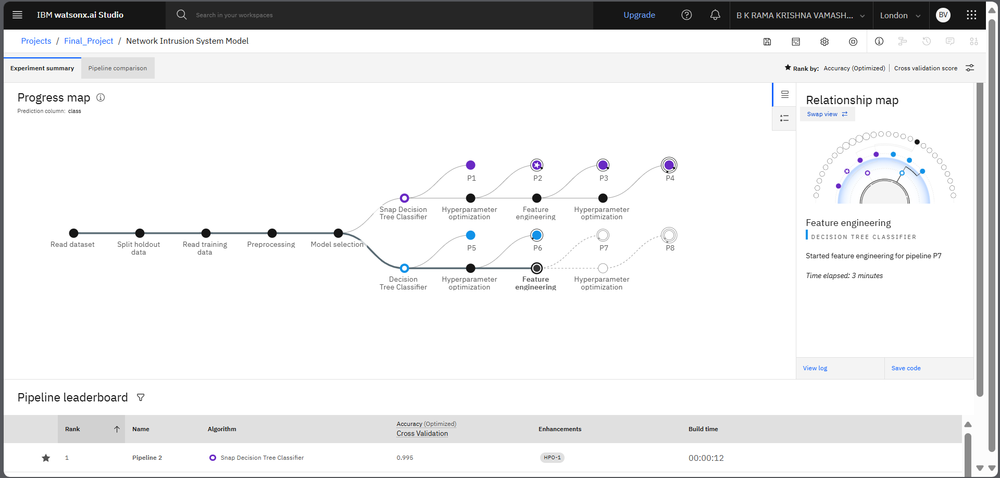 IBM watsonx.ai Studio
Search in your workspaces
Upgrade
B K RAMA KRISHNA VAMASH...
London
BV
Projects / Final_Project / Network Intrusion System Model
Experiment summary
Pipeline comparison
Rank by: Accuracy (Optimized) | Cross validation score
Progress map
Prediction column: class
P1
P2
P3
P4
Snap Decision
Tree Classifier
Hyperparameter
optimization
Feature
engineering
Hyperparameter
optimization
Read dataset
Split holdout
data
Read training
data
Preprocessing
Model selection
P5
P6
P7
P8
Decision
Tree Classifier
Hyperparameter
optimization
Feature
engineering
Hyperparameter
optimization
Relationship map
Swap view
Feature engineering
DECISION TREE CLASSIFIER
Started feature engineering for pipeline P7
Time elapsed: 3 minutes
View log
Save code
Pipeline leaderboard
Rank
Name
Algorithm
Accuracy (Optimized)
Cross Validation
Enhancements
Build time
1
Pipeline 2
Snap Decision Tree Classifier
0.995
HPO-1
00:00:12